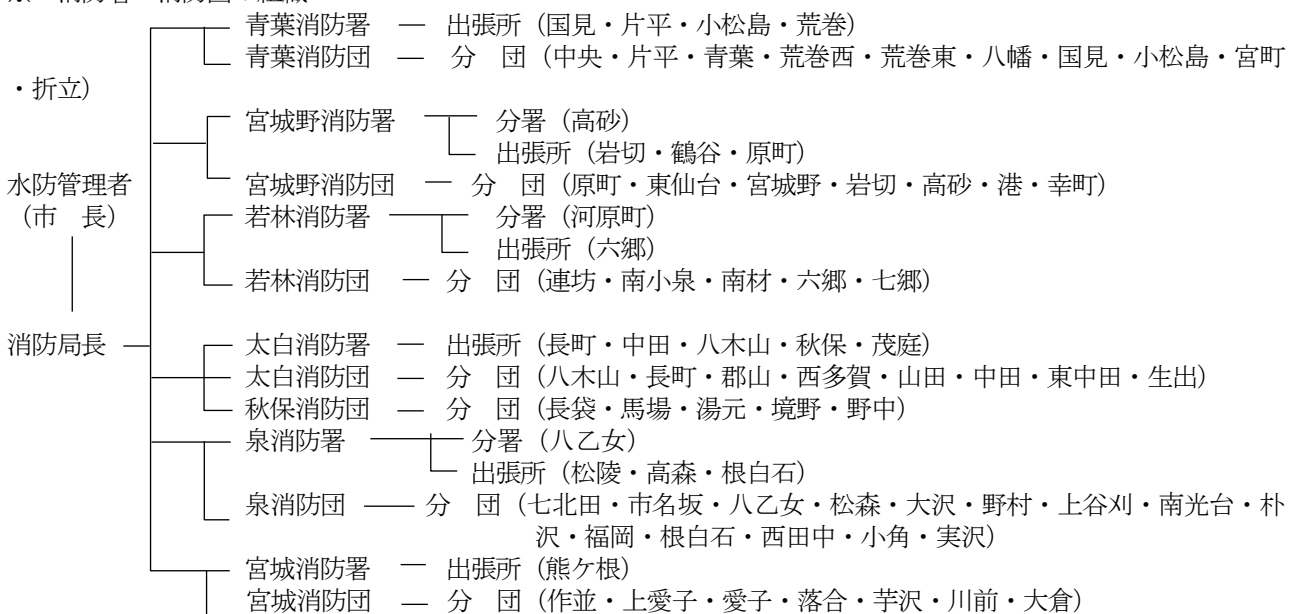 青葉消防署 ― 出張所(国見・片平・小松島・荒巻)
青葉消防団 ― 分 団(中央・片平・青葉・荒巻西・荒巻東・八幡・国見・小松島・宮町
・折立)
宮城野消防署 分署(高砂)
出張所(岩切・鶴谷・原町)
水防管理者
宮城野消防団 ― 分 団(原町・東仙台・宮城野・岩切・高砂・港・幸町)
(市 長)
若林消防署 分署(河原町)
出張所(六郷)
若林消防団 ― 分 団(連坊・南小泉・南材・六郷・七郷)
消防局長
太白消防署 ― 出張所(長町・中田・八木山・秋保・茂庭)
太白消防団 ― 分 団(八木山・長町・郡山・西多賀・山田・中田・東中田・生出)
秋保消防団 ― 分 団(長袋・馬場・湯元・境野・野中)
泉消防署 分署(八乙女)
出張所(松陵・高森・根白石)
泉消防団 ― 分 団(七北田・市名坂・八乙女・松森・大沢・野村・上谷刈・南光台・朴
沢・福岡・根白石・西田中・小角・実沢)
宮城消防署 ― 出張所(熊ケ根)
宮城消防団 ― 分 団(作並・上愛子・愛子・落合・芋沢・川前・大倉)